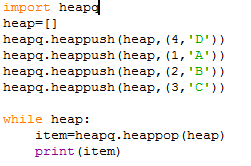 import heapq
heap=[]
heapq.heappush(heap,(4,'D'))
heapq.heappush(heap,(1,'A'))
heapq.heappush(heap,(2,'B'))
heapq.heappush(heap,(3,'C'))

while heap:
    item=heapq.heappop(heap)
    print(item)